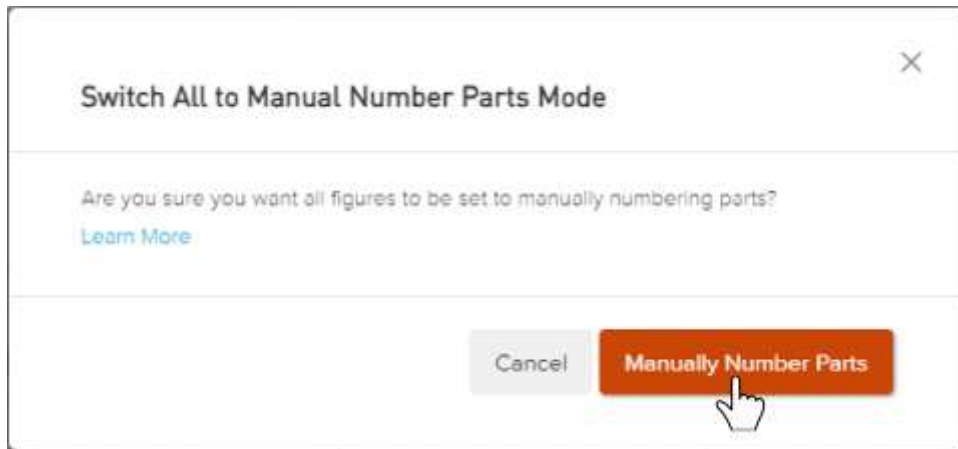 Switch All to Manual Number Parts Mode
Are you sure you want all figures to be set to manually numbering parts?
Learn More
Cancel
Manually Number Parts